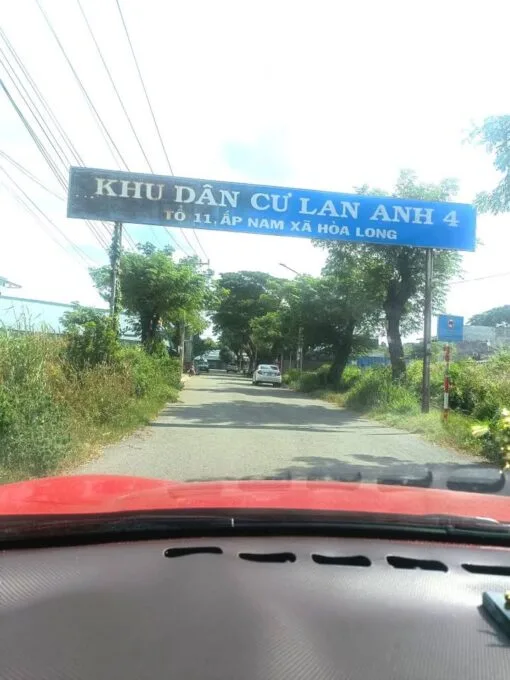 KHU DÂN CƯ LAN ANH 4
TỔ 11, ẤP NAM XÃ HÒA LONG